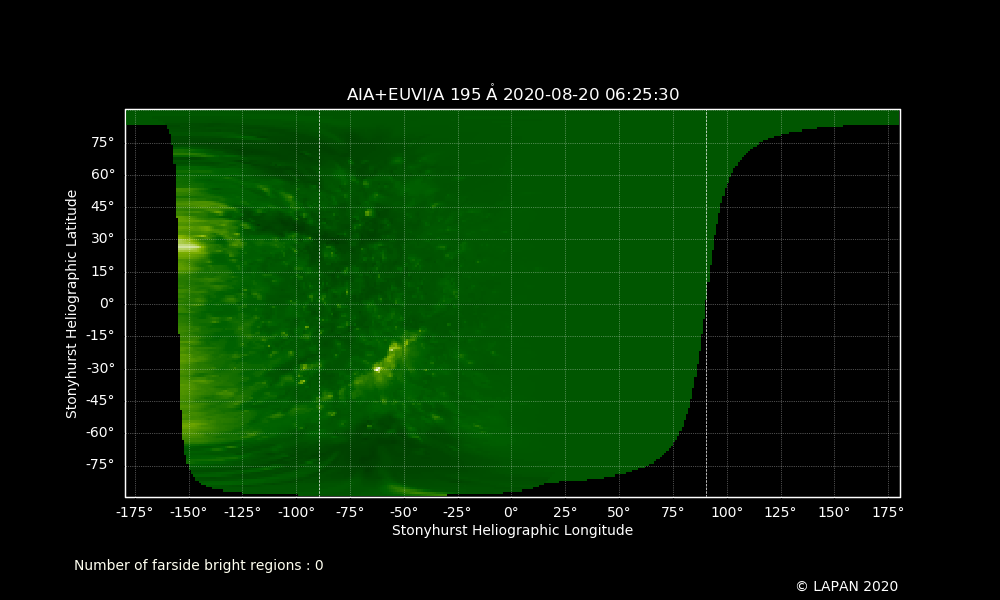 AIA+EUVI/A 195 Å 2020-08-20 06:25:30
Stonyhurst Heliographic Latitude
75°
60°
45°
30°
15°
0°
-15°
-30°
-45°
-60°
-75°
-175° -150° -125° -100° -75° -50° -25° 0° 25° 50° 75° 100° 125° 150° 175°
Stonyhurst Heliographic Longitude
Number of farside bright regions : 0
© LAPAN 2020